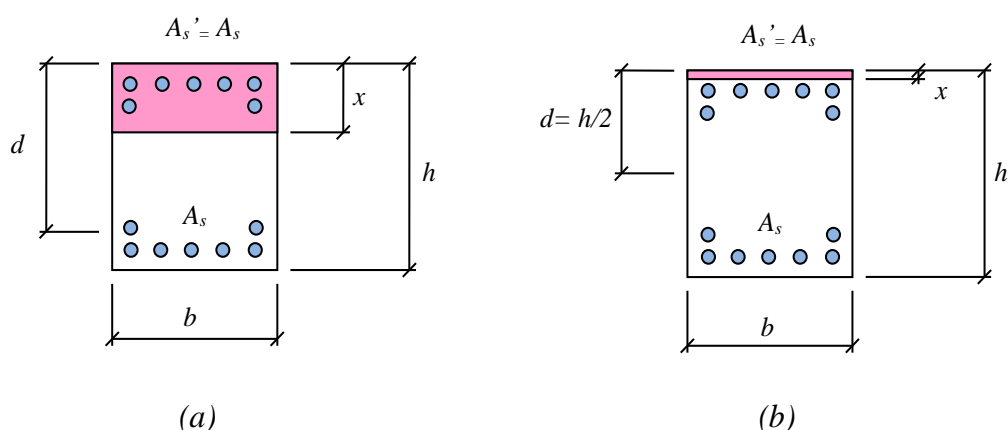 A_s'= A_s
x
d
h
A_s
b
(a)
A_s'= A_s
x
d= h/2
h
A_s
b
(b)